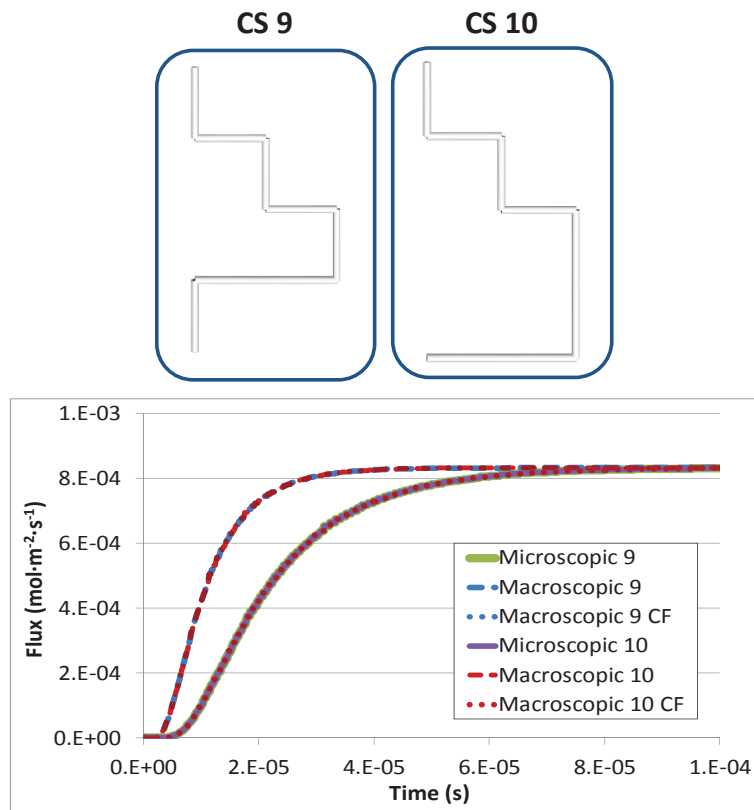 CS 9
CS 10
1.E-03
8.E-04
6.E-04
4.E-04
2.E-04
0.E+00
Flux (mol·m⁻²·s⁻¹)
Microscopic 9
Macroscopic 9
Macroscopic 9 CF
Microscopic 10
Macroscopic 10
Macroscopic 10 CF
0.E+00
2.E-05
4.E-05
6.E-05
8.E-05
1.E-04
Time (s)